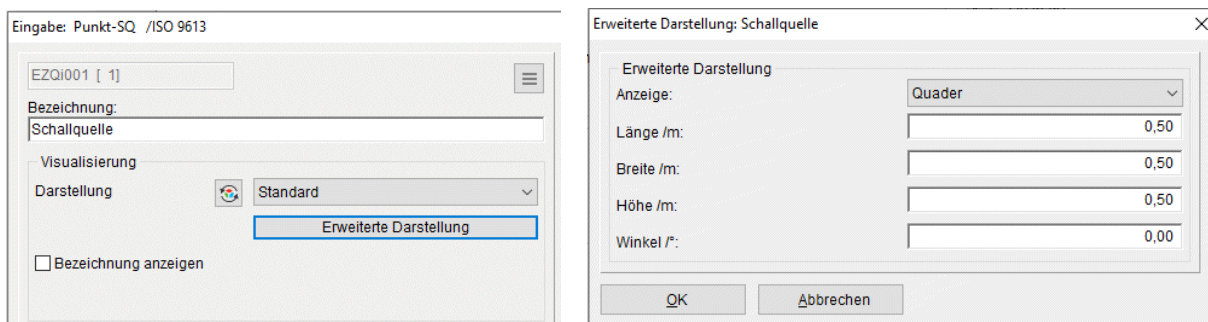 Eingabe: Punkt-SQ /ISO 9613
EZQi001 [ 1]
Bezeichnung:
Schallquelle
Visualisierung
Darstellung
Standard
Erweiterte Darstellung
Bezeichnung anzeigen
Erweiterte Darstellung: Schallquelle
Erweiterte Darstellung
Anzeige: Quader
Länge /m: 0,50
Breite /m: 0,50
Höhe /m: 0,50
Winkel /°: 0,00
OK Abbrechen